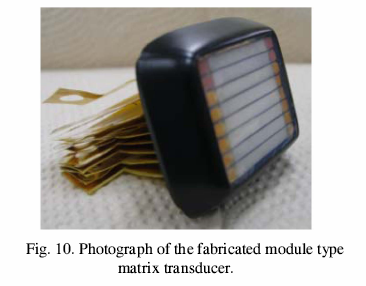 Fig. 10. Photograph of the fabricated module type
matrix transducer.